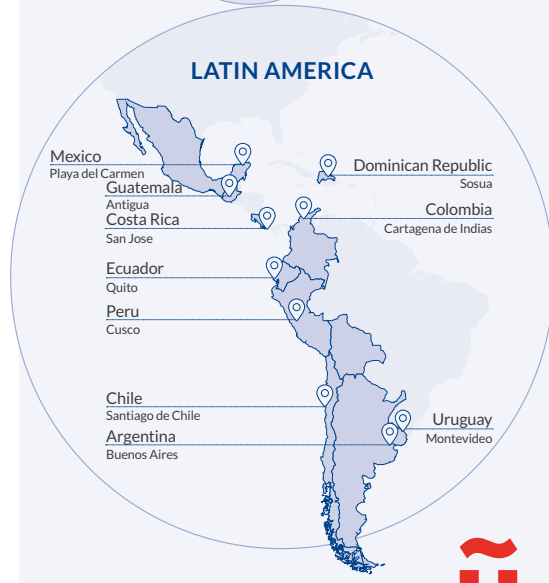 LATIN AMERICA
Mexico
Playa del Carmen
Guatemala
Antigua
Costa Rica
San Jose
Ecuador
Quito
Peru
Cusco
Chile
Santiago de Chile
Argentina
Buenos Aires
Dominican Republic
Sosua
Colombia
Cartagena de Indias
Uruguay
Montevideo
ñ